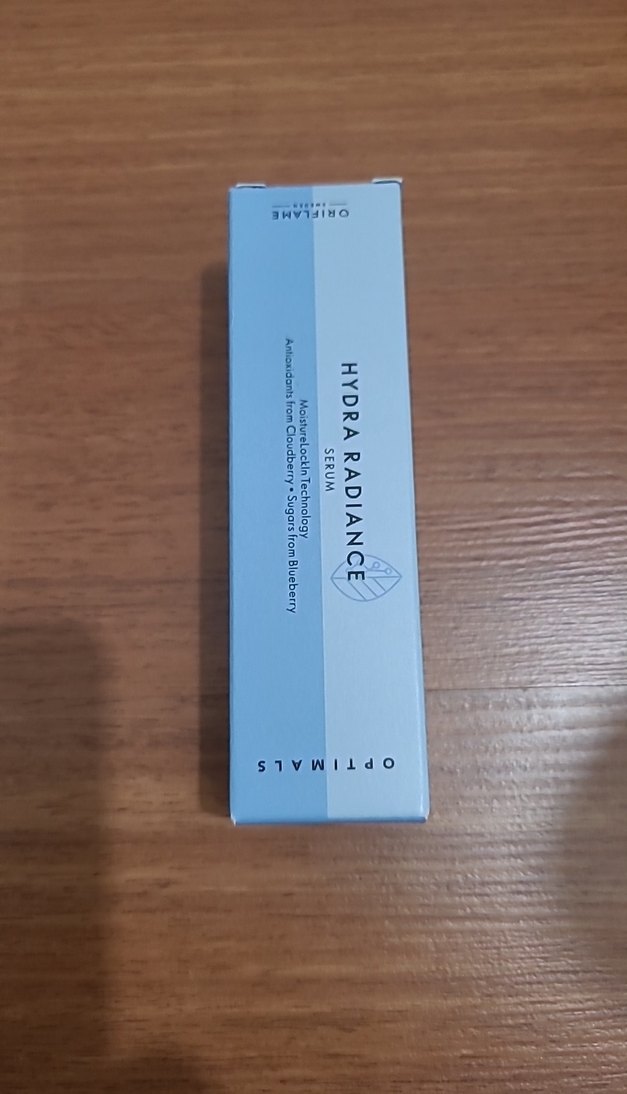 OPTIMALS
HYDRA RADIANCE
SERUM
MoistureLockIn Technology
Antioxidants from Cloudberry • Sugars from Blueberry
ORIFLAME
SWEDEN